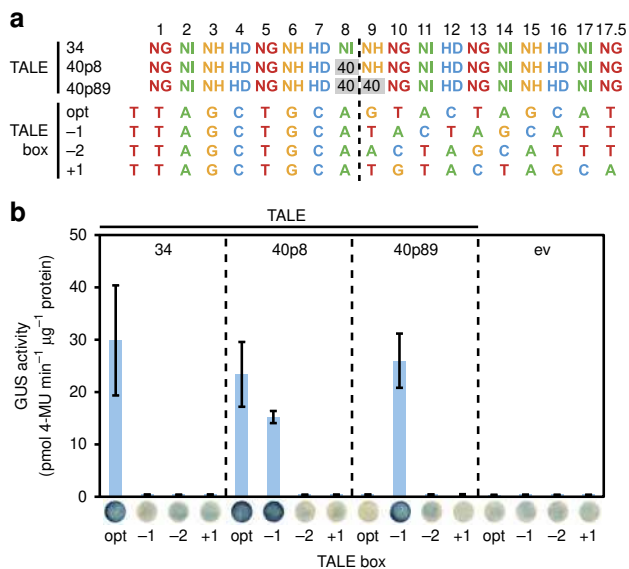 a
1 2 3 4 5 6 7 8 9 10 11 12 13 14 15 16 17 17.5
TALE
34 NG NI NH HD NG NH HD NI NH NG NI HD NG NI NH HD NI NG
40p8 NG NI NH HD NG NH HD 40 NH NG NI HD NG NI NH HD NI NG
40p89 NG NI NH HD NG NH HD 40 40 NG NI HD NG NI NH HD NI NG
TALE
box
opt T T A G C T G C A G T A C T A G C A T
−1 T T A G C T G C A T A C T A G C A T T
−2 T T A G C T G C A A C T A G C A T T T
+1 T T A G C T G C A T G T A C T A G C A
b
TALE
34 40p8 40p89 ev
GUS activity
(pmol 4-MU min−1 μg−1 protein)
50
40
30
20
10
0
opt −1 −2 +1 opt −1 −2 +1 opt −1 −2 +1 opt −1 −2 +1
TALE box